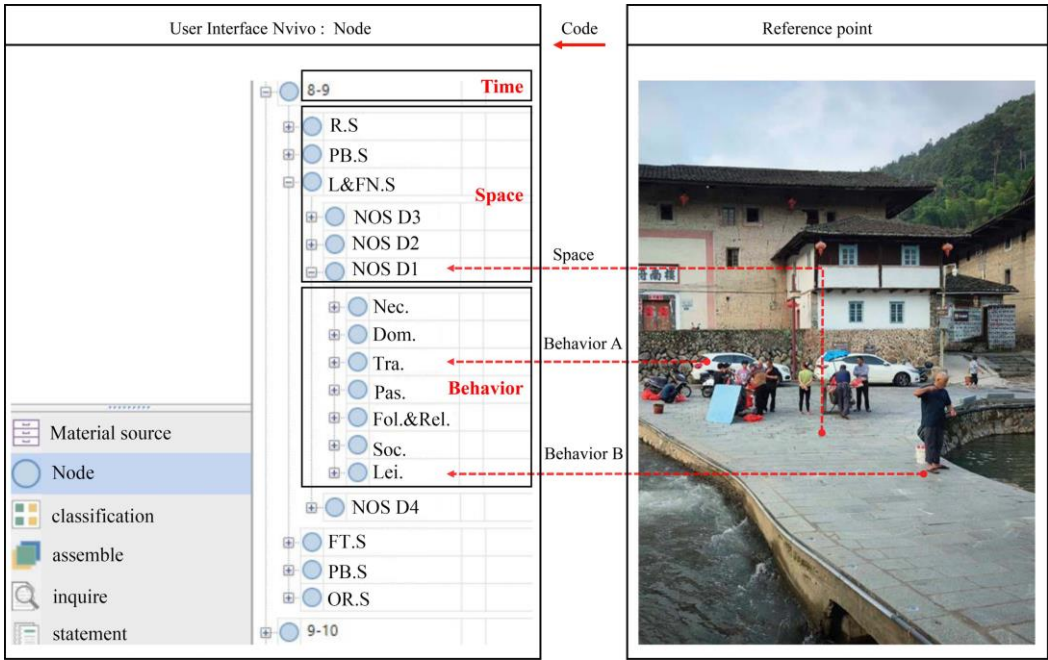 User Interface Nvivo : Node
Code
Reference point
8-9
Time
R.S
PB.S
L&FN.S
Space
NOS D3
NOS D2
NOS D1
Space
Nec.
Dom.
Behavior A
Tra.
Pas.
Behavior
Fol.&Rel.
Soc.
Behavior B
Lei.
NOS D4
FT.S
PB.S
OR.S
9-10
Material source
Node
classification
assemble
inquire
statement
南樓